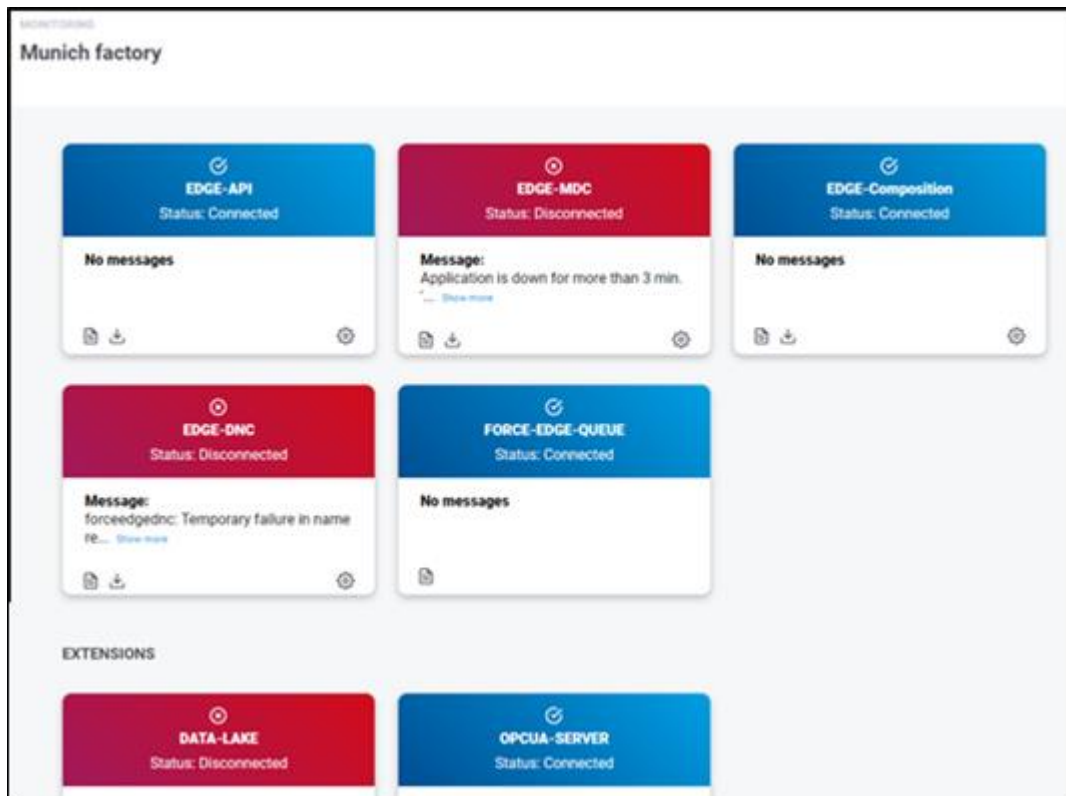 MONITORING
Munich factory
EDGE-API
Status: Connected
No messages
EDGE-MDC
Status: Disconnected
Message:
Application is down for more than 3 min.
'... Show more
EDGE-Composition
Status: Connected
No messages
EDGE-DNC
Status: Disconnected
Message:
forceedgednc: Temporary failure in name
re... Show more
FORCE-EDGE-QUEUE
Status: Connected
No messages
EXTENSIONS
DATA-LAKE
Status: Disconnected
OPCUA-SERVER
Status: Connected